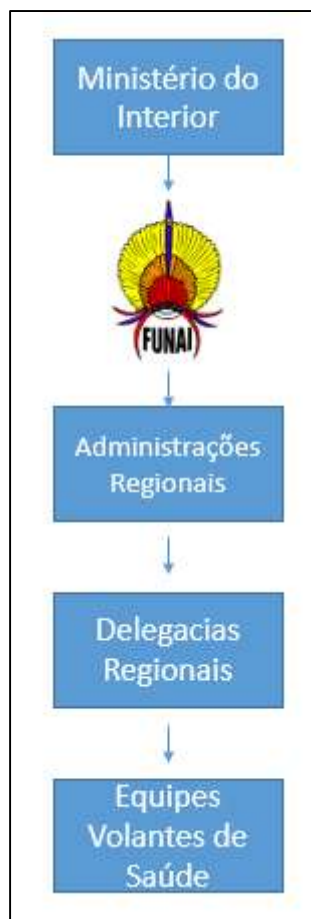 Ministério do
Interior
FUNAI
Administrações
Regionais
Delegacias
Regionais
Equipes
Volantes de
Saúde